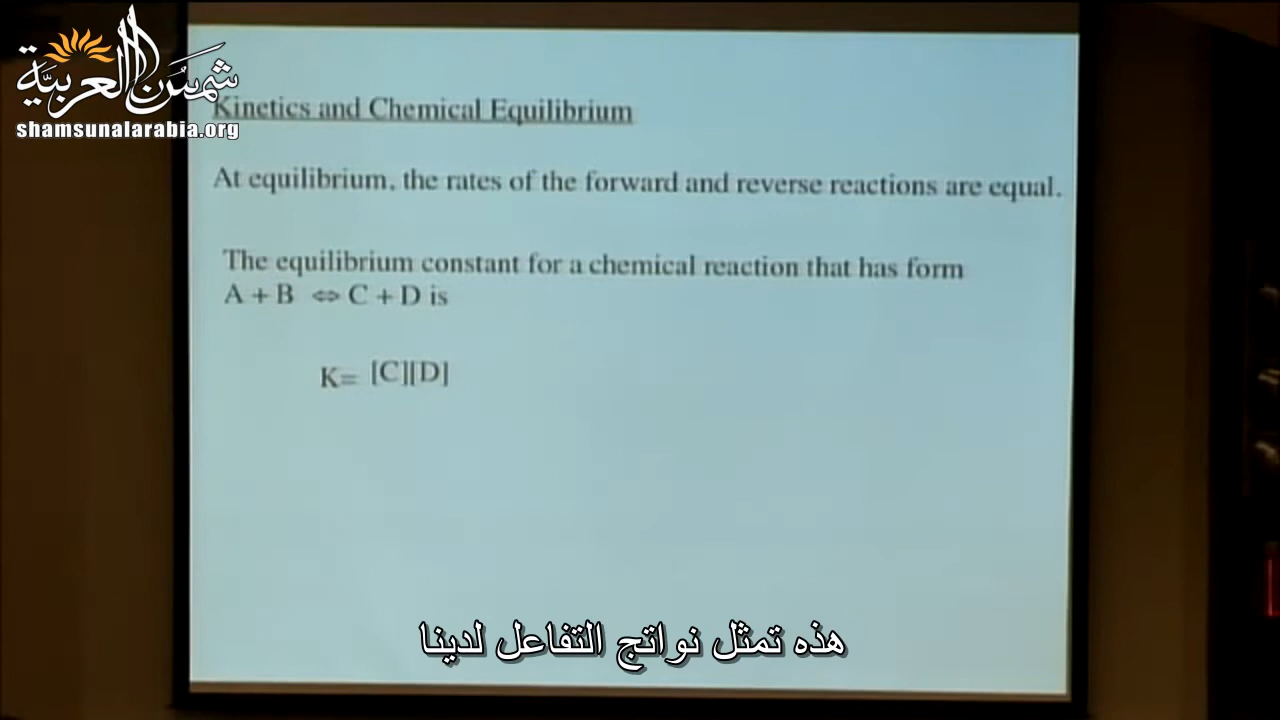 شمس العربية
shamsunalarabia.org
Kinetics and Chemical Equilibrium
At equilibrium, the rates of the forward and reverse reactions are equal.
The equilibrium constant for a chemical reaction that has form
A + B ⇔ C + D is
K= [C][D]
هذه تمثل نواتج التفاعل لدينا